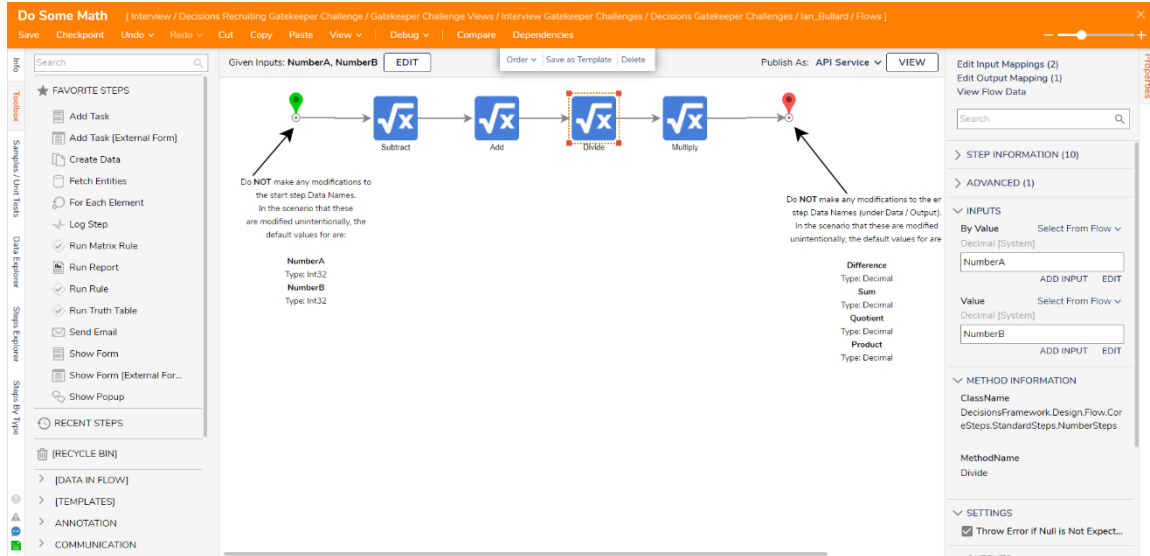 Do Some Math [ Interview / Decisions Recruiting Gatekeeper Challenge / Gatekeeper Challenge Views / Interview Gatekeeper Challenges / Decisions Gatekeeper Challenges / Ian_Bullard / Flows ]
Save Checkpoint Undo Redo Cut Copy Paste View Debug Compare Dependencies
Info
Toolbox
Samples / Unit Tests
Data Explorer
Steps Explorer
Steps By Type
Search
FAVORITE STEPS
Add Task
Add Task [External Form]
Create Data
Fetch Entities
For Each Element
Log Step
Run Matrix Rule
Run Report
Run Rule
Run Truth Table
Send Email
Show Form
Show Form [External For...
Show Popup
RECENT STEPS
[RECYCLE BIN]
[DATA IN FLOW]
[TEMPLATES]
ANNOTATION
COMMUNICATION
Given Inputs: NumberA, NumberB EDIT
Order Save as Template Delete
Publish As: API Service VIEW
√x √x √x √x
Subtract Add Divide Multiply
Do NOT make any modifications to
the start step Data Names.
In the scenario that these
are modified unintentionally, the
default values for are:
NumberA
Type: Int32
NumberB
Type: Int32
Do NOT make any modifications to the er
step Data Names (under Data / Output).
In the scenario that these are modified
unintentionally, the default values for are
Difference
Type: Decimal
Sum
Type: Decimal
Quotient
Type: Decimal
Product
Type: Decimal
Properties
Edit Input Mappings (2)
Edit Output Mapping (1)
View Flow Data
Search
STEP INFORMATION (10)
ADVANCED (1)
INPUTS
By Value Select From Flow
Decimal [System]
NumberA
ADD INPUT EDIT
Value Select From Flow
Decimal [System]
NumberB
ADD INPUT EDIT
METHOD INFORMATION
ClassName
DecisionsFramework.Design.Flow.Cor
eSteps.StandardSteps.NumberSteps
MethodName
Divide
SETTINGS
Throw Error if Null is Not Expect...